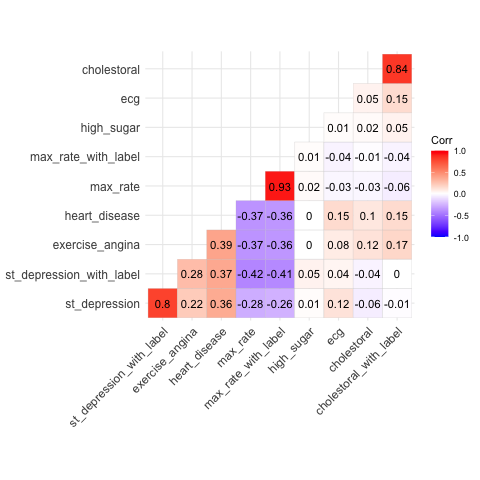 cholestoral 0.84
ecg 0.05 0.15
high_sugar 0.01 0.02 0.05
max_rate_with_label 0.01 -0.04 -0.01 -0.04
max_rate 0.93 0.02 -0.03 -0.03 -0.06
heart_disease -0.37 -0.36 0 0.15 0.1 0.15
exercise_angina 0.39 -0.37 -0.36 0 0.08 0.12 0.17
st_depression_with_label 0.28 0.37 -0.42 -0.41 0.05 0.04 -0.04 0
st_depression 0.8 0.22 0.36 -0.28 -0.26 0.01 0.12 -0.06 -0.01
st_depression_with_label
exercise_angina
heart_disease
max_rate
max_rate_with_label
high_sugar
ecg
cholestoral
cholestoral_with_label
Corr
1.0
0.5
0.0
-0.5
-1.0